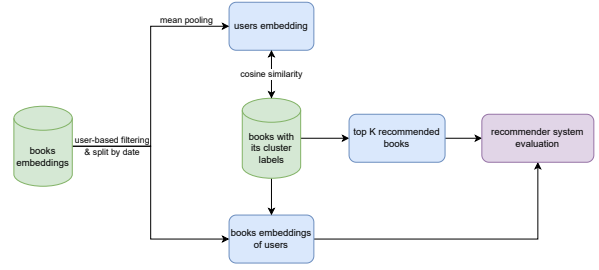 mean pooling
users embedding
cosine similarity
books
embeddings
user-based filtering
& split by date
books with
its cluster
labels
top K recommended
books
recommender system
evaluation
books embeddings
of users